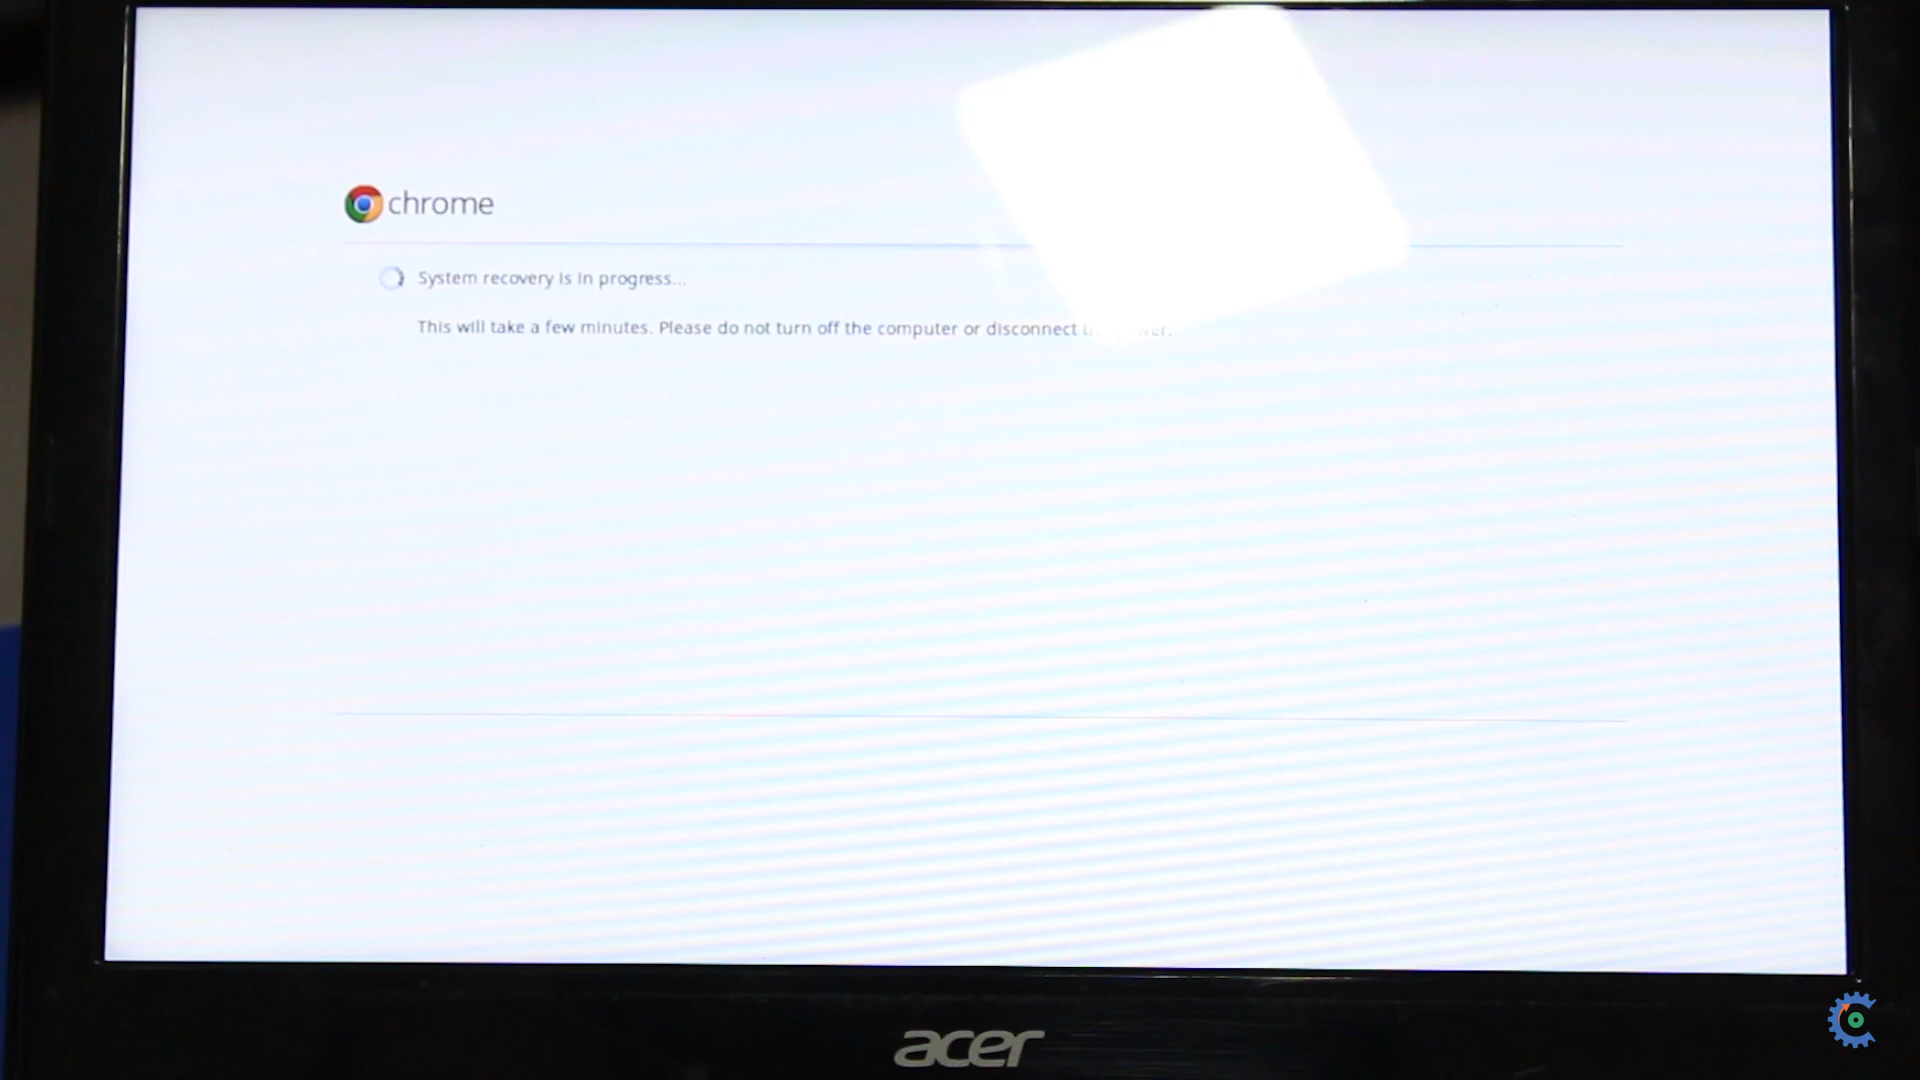 chrome
System recovery is in progress...
This will take a few minutes. Please do not turn off the computer or disconnect
acer